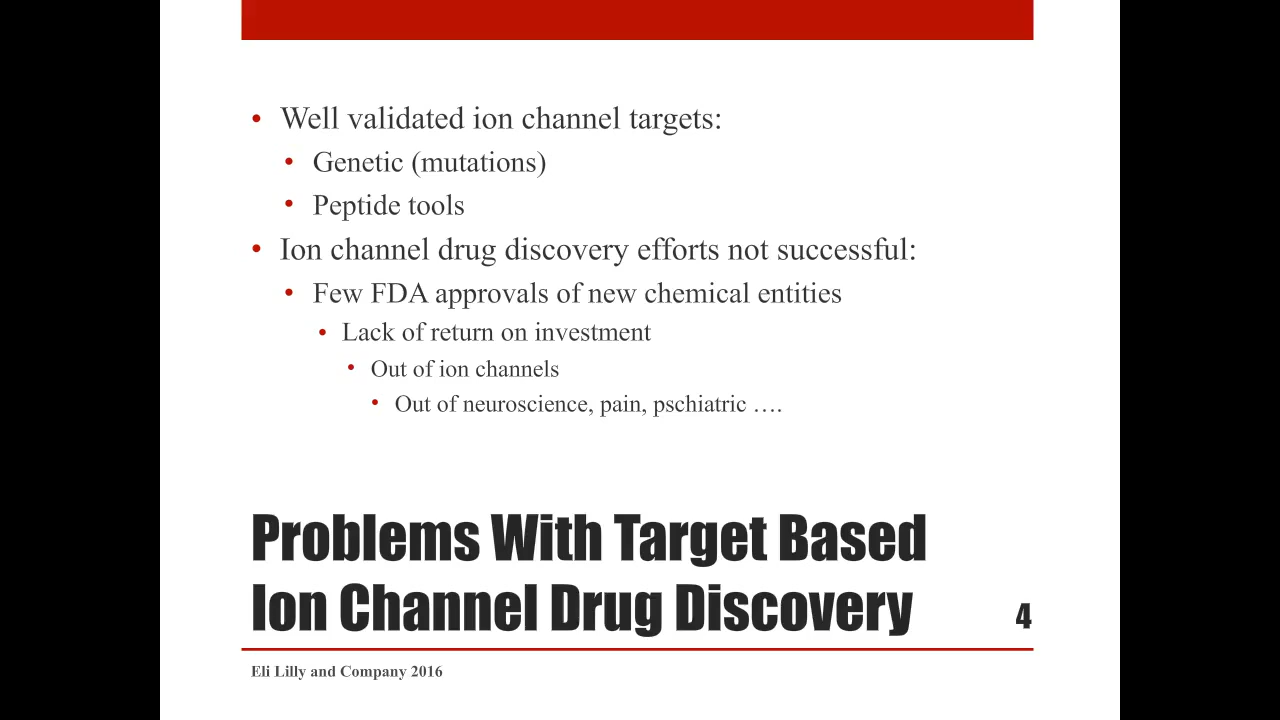 • Well validated ion channel targets:
• Genetic (mutations)
• Peptide tools
• Ion channel drug discovery efforts not successful:
• Few FDA approvals of new chemical entities
• Lack of return on investment
• Out of ion channels
• Out of neuroscience, pain, pschiatric ….
Problems With Target Based
Ion Channel Drug Discovery
4
Eli Lilly and Company 2016